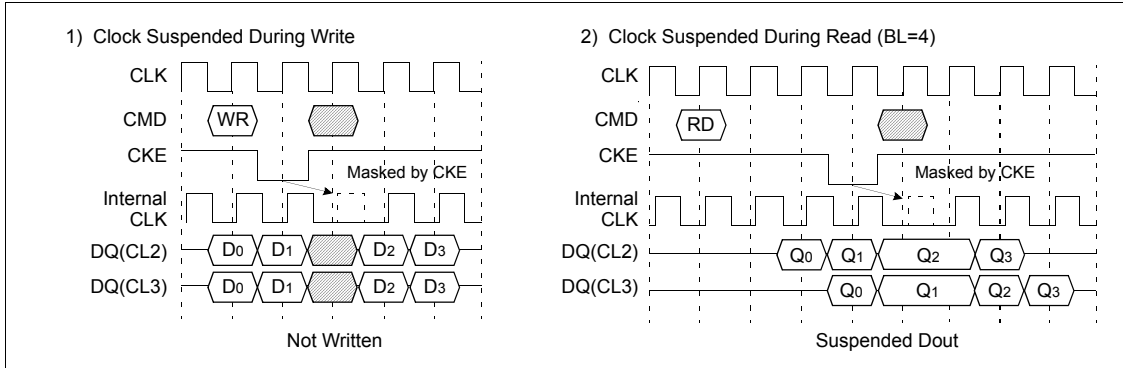 1) Clock Suspended During Write
CLK
CMD
WR
CKE
Masked by CKE
Internal
CLK
DQ(CL2)
D0 D1 D2 D3
DQ(CL3)
D0 D1 D2 D3
Not Written
2) Clock Suspended During Read (BL=4)
CLK
CMD
RD
CKE
Masked by CKE
Internal
CLK
DQ(CL2)
Q0 Q1 Q2 Q3
DQ(CL3)
Q0 Q1 Q2 Q3
Suspended Dout